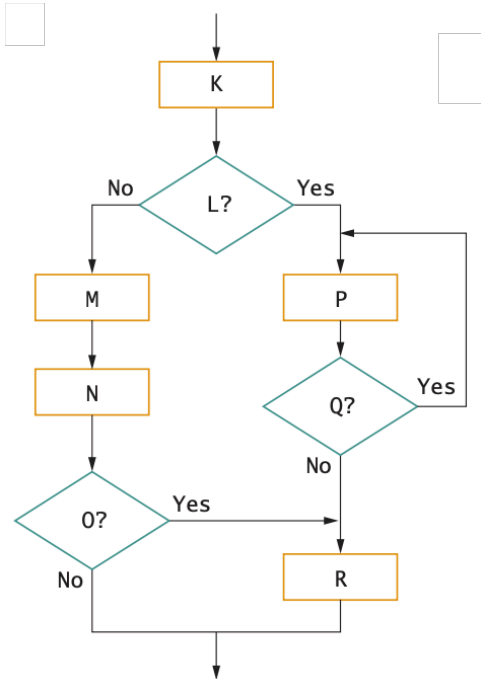 K
No
Yes
L?
M
P
N
Q?
Yes
No
O?
Yes
No
R